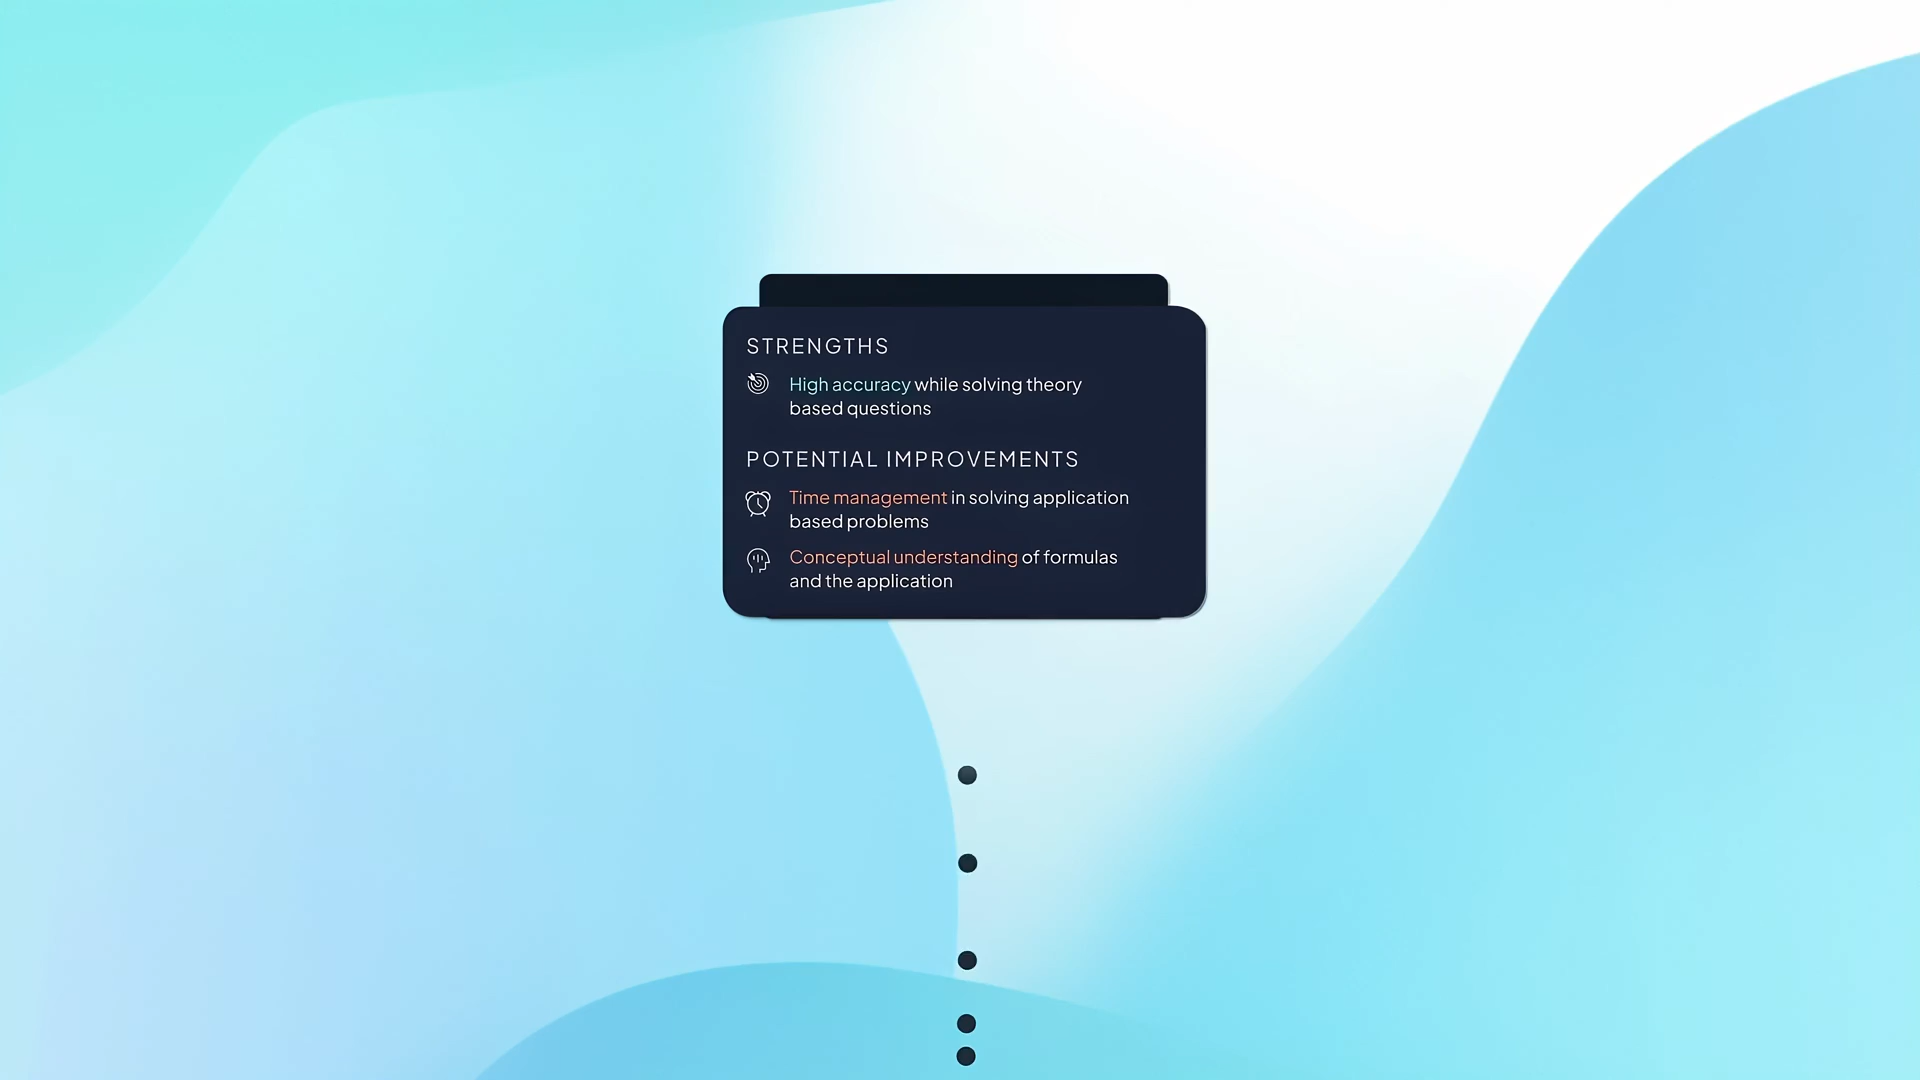 STRENGTHS
High accuracy while solving theory
based questions
POTENTIAL IMPROVEMENTS
Time management in solving application
based problems
Conceptual understanding of formulas
and the application